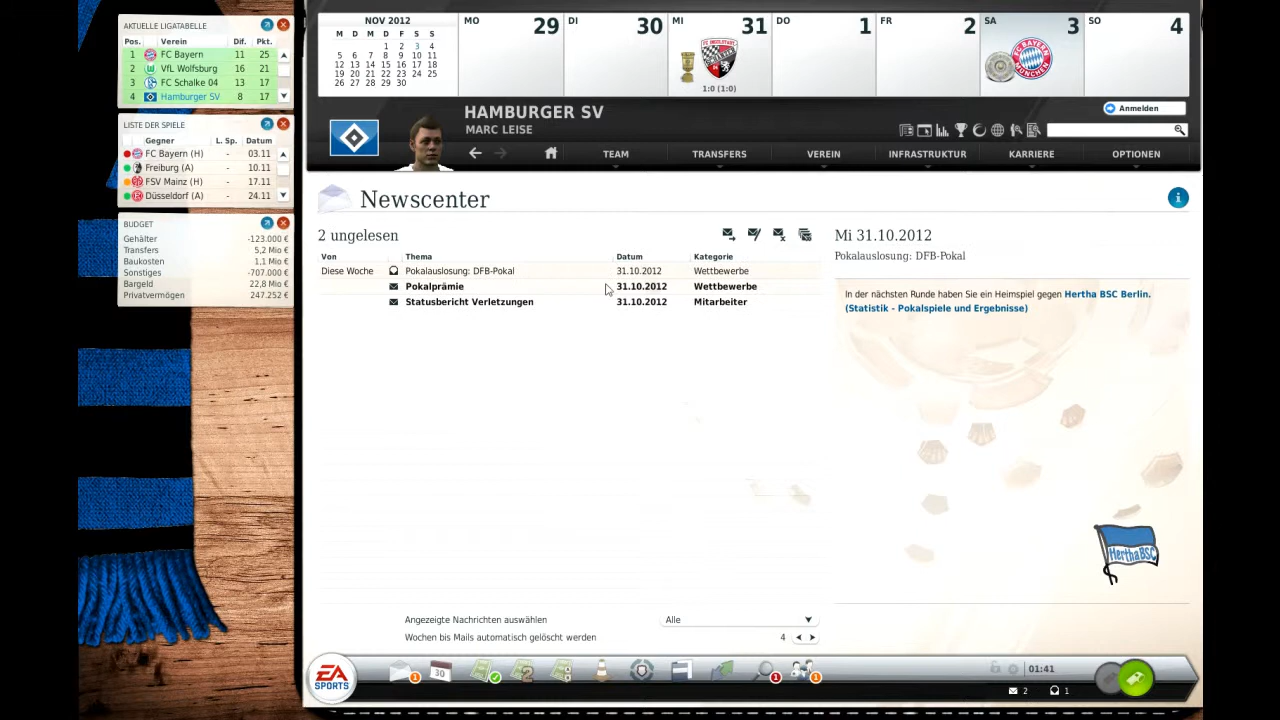 AKTUELLE LIGATABELLE
Pos. Verein Dif. Pkt.
1 FC Bayern 11 25
2 VfL Wolfsburg 16 21
3 FC Schalke 04 13 17
4 Hamburger SV 8 17
LISTE DER SPIELE
Gegner L. Sp. Datum
FC Bayern (H) - 03.11
Freiburg (A) - 10.11
FSV Mainz (H) - 17.11
Düsseldorf (A) - 24.11
BUDGET
Gehälter -123.000 €
Transfers 5,2 Mio €
Baukosten 1,1 Mio €
Sonstiges -707.000 €
Bargeld 22,8 Mio €
Privatvermögen 247.252 €
NOV 2012
M D M D F S S
1 2 3 4
5 6 7 8 9 10 11
12 13 14 15 16 17 18
19 20 21 22 23 24 25
26 27 28 29 30
MO 29
DI 30
MI 31
1:0 (1:0)
DO 1
FR 2
SA 3
SO 4
HAMBURGER SV
MARC LEISE
Anmelden
TEAM TRANSFERS VEREIN INFRASTRUKTUR KARRIERE OPTIONEN
Newscenter
2 ungelesen
Von Thema Datum Kategorie
Diese Woche Pokalauslosung: DFB-Pokal 31.10.2012 Wettbewerbe
Pokalprämie 31.10.2012 Wettbewerbe
Statusbericht Verletzungen 31.10.2012 Mitarbeiter
Mi 31.10.2012
Pokalauslosung: DFB-Pokal
In der nächsten Runde haben Sie ein Heimspiel gegen Hertha BSC Berlin.
(Statistik - Pokalspiele und Ergebnisse)
Hertha BSC
Angezeigte Nachrichten auswählen Alle
Wochen bis Mails automatisch gelöscht werden 4
EA
SPORTS
1 30 2 1 1
01:41
2 1